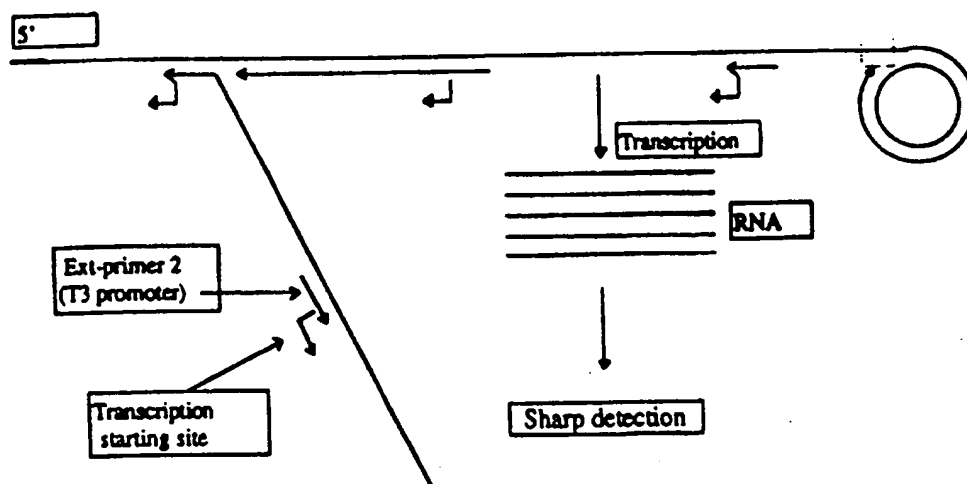 5'
Transcription
RNA
Ext-primer 2
(T3 promoter)
Transcription
starting site
Sharp detection